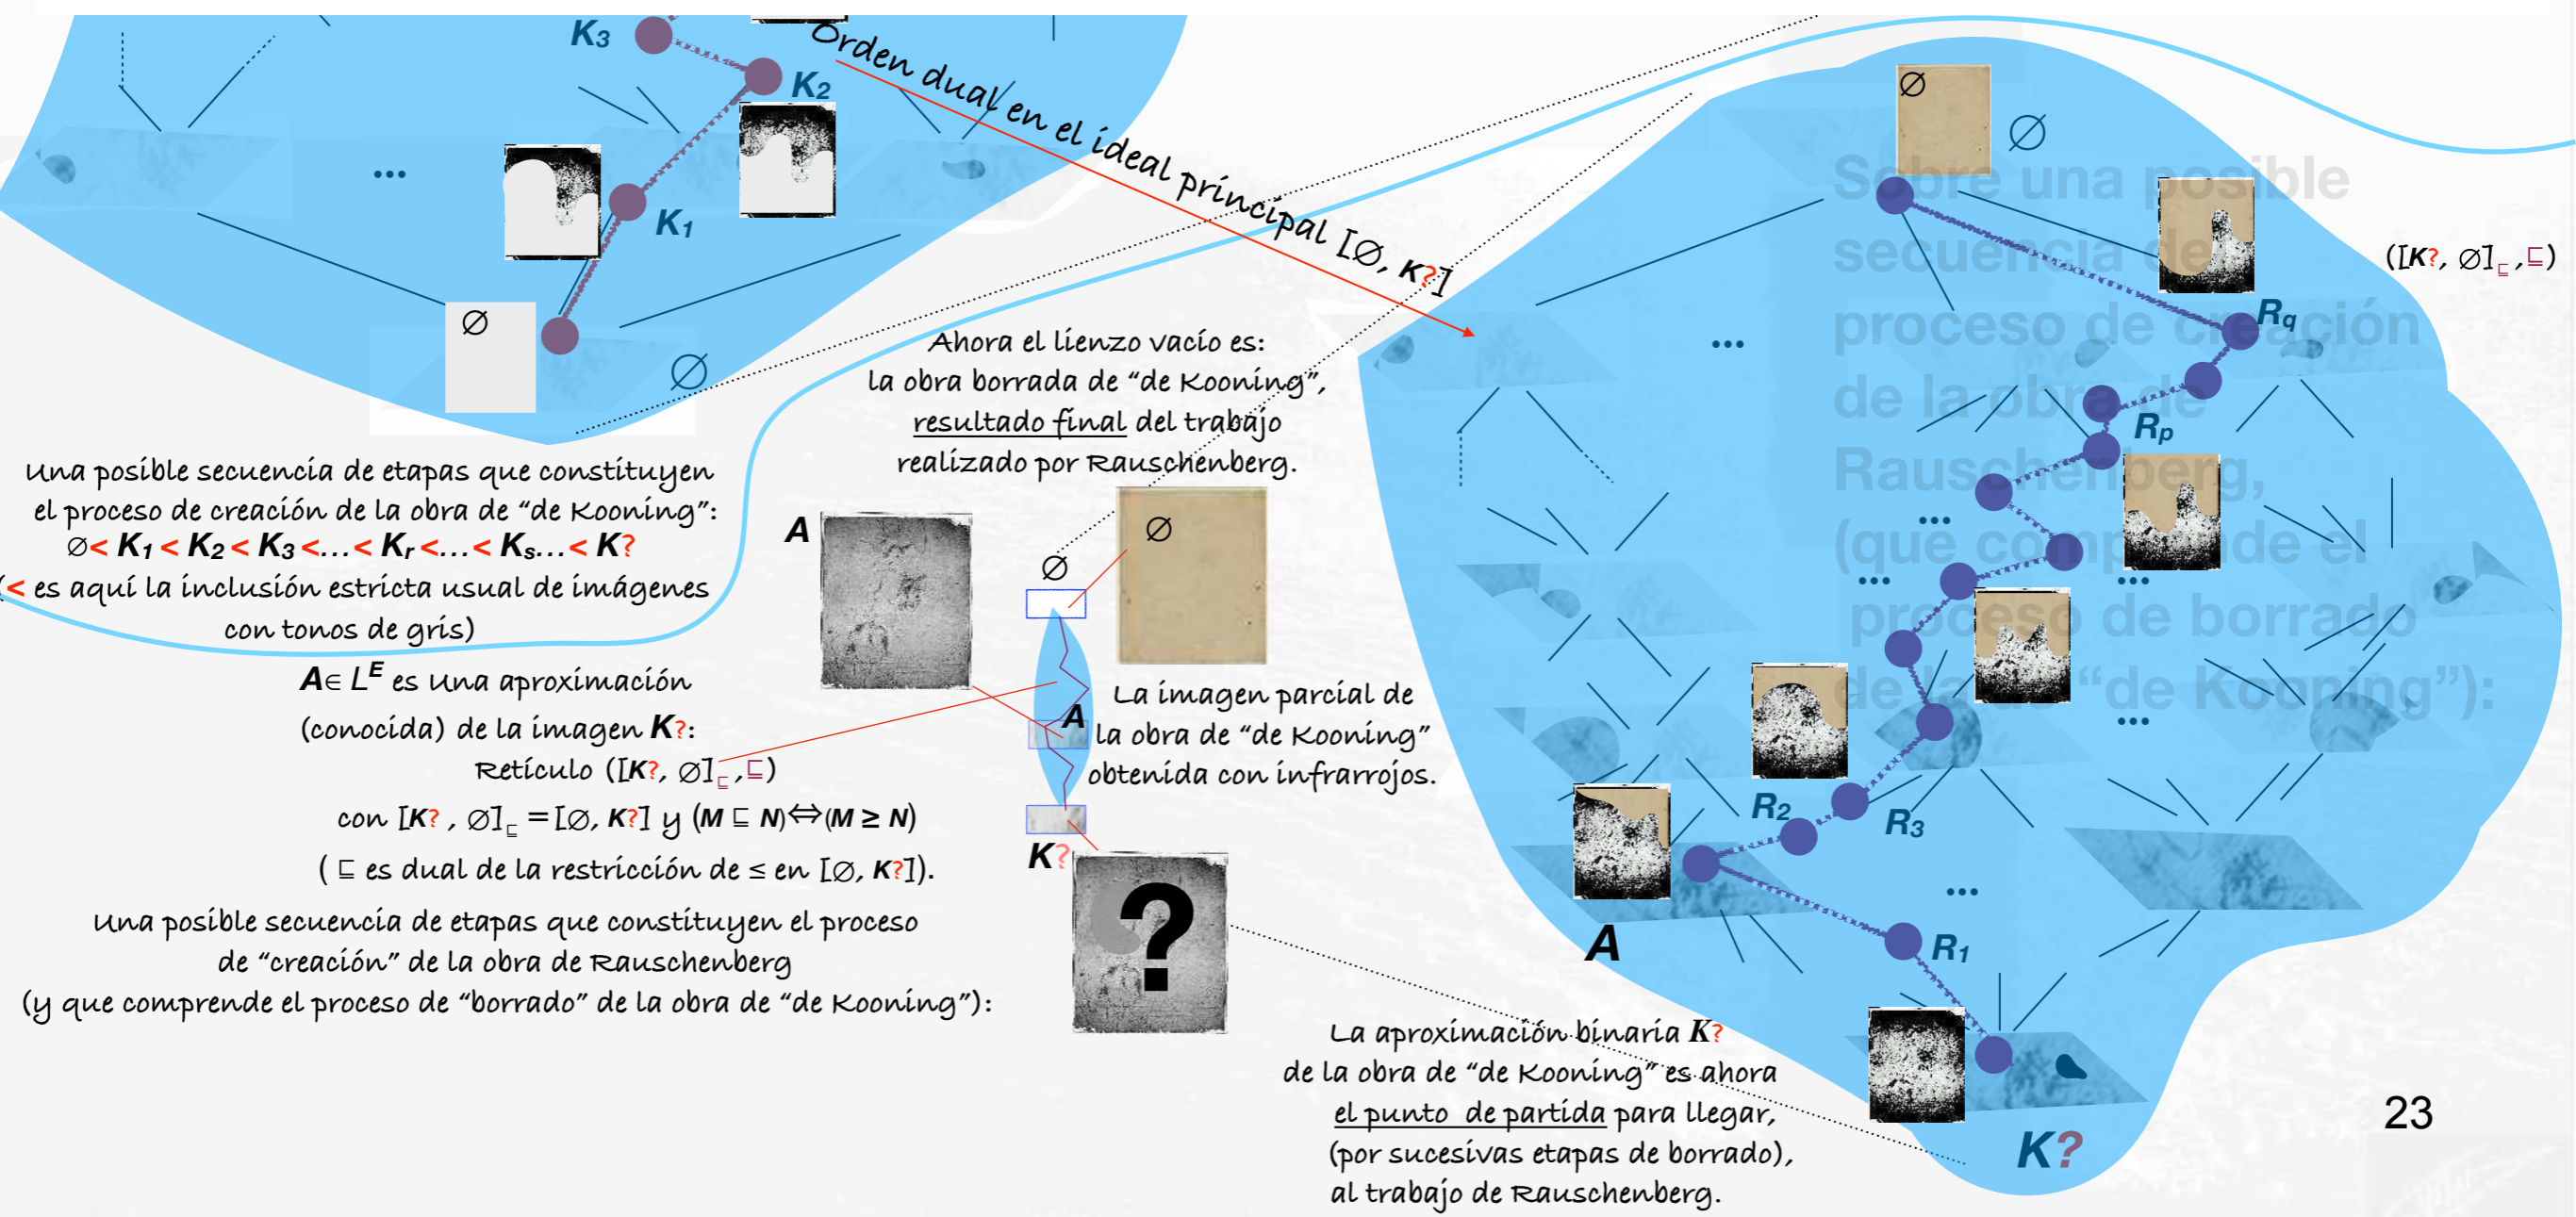 K3
K2
K1
∅
∅
...
Orden dual en el ideal principal [∅, K?]
Una posible secuencia de etapas que constituyen
el proceso de creación de la obra de “de Kooning”:
∅< K1 < K2 < K3 <...< Kr <...< Ks...< K?
(< es aquí la inclusión estricta usual de imágenes
con tonos de gris)
A∈ L^E es una aproximación
(conocida) de la imagen K?:
Retículo ([K?, ∅]⊑,⊑)
con [K? , ∅]⊑ =[∅, K?] y (M ⊑ N)⇔(M ≥ N)
( ⊑ es dual de la restricción de ≤ en [∅, K?]).
Una posible secuencia de etapas que constituyen el proceso
de “creación” de la obra de Rauschenberg
(y que comprende el proceso de “borrado” de la obra de “de Kooning”):
Ahora el lienzo vacío es:
la obra borrada de “de Kooning”,
resultado final del trabajo
realizado por Rauschenberg.
A
∅
∅
A
K?
?
La imagen parcial de
la obra de “de Kooning”
obtenida con infrarrojos.
La aproximación binaria K?
de la obra de “de Kooning” es ahora
el punto de partida para llegar,
(por sucesivas etapas de borrado),
al trabajo de Rauschenberg.
∅
∅
Sobre una posible
secuencia de
proceso de creación
de la obra de
Rauschenberg,
(que comprende el
proceso de borrado
“de Kooning”):
([K?, ∅]⊑,⊑)
Rq
Rp
...
...
...
...
...
R2
R3
A
...
R1
K?
23